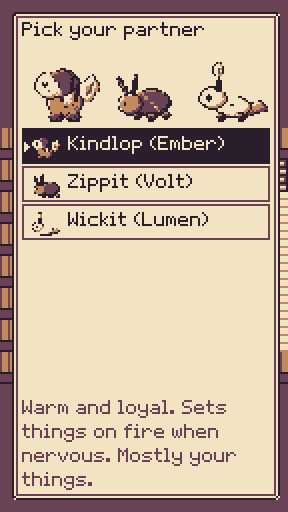 Pick your partner
Kindlop (Ember)
Zippit (Volt)
Wickit (Lumen)
Warm and loyal. Sets
things on fire when
nervous. Mostly your
things.